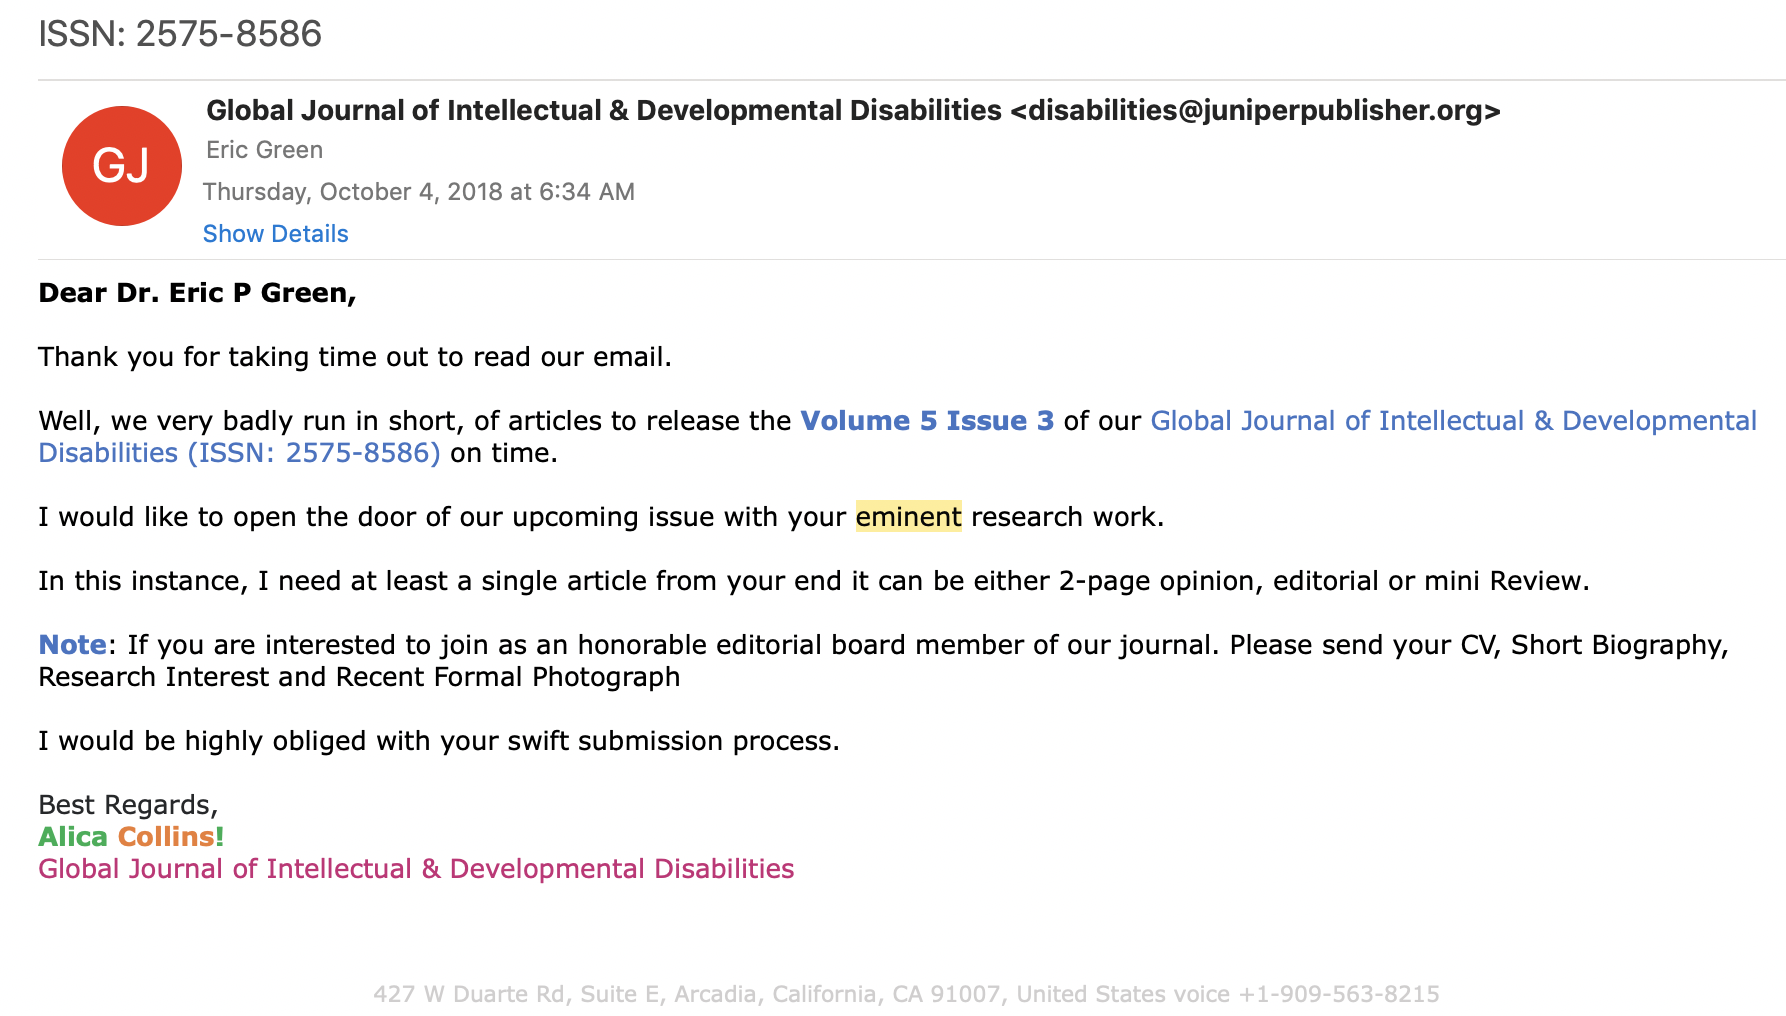 ISSN: 2575-8586
Global Journal of Intellectual & Developmental Disabilities <disabilities@juniperpublisher.org>
GJ
Eric Green
Thursday, October 4, 2018 at 6:34 AM
Show Details
Dear Dr. Eric P Green,
Thank you for taking time out to read our email.
Well, we very badly run in short, of articles to release the Volume 5 Issue 3 of our Global Journal of Intellectual & Developmental
Disabilities (ISSN: 2575-8586) on time.
I would like to open the door of our upcoming issue with your eminent research work.
In this instance, I need at least a single article from your end it can be either 2-page opinion, editorial or mini Review.
Note: If you are interested to join as an honorable editorial board member of our journal. Please send your CV, Short Biography,
Research Interest and Recent Formal Photograph
I would be highly obliged with your swift submission process.
Best Regards,
Alica Collins!
Global Journal of Intellectual & Developmental Disabilities
427 W Duarte Rd, Suite E, Arcadia, California, CA 91007, United States voice +1-909-563-8215